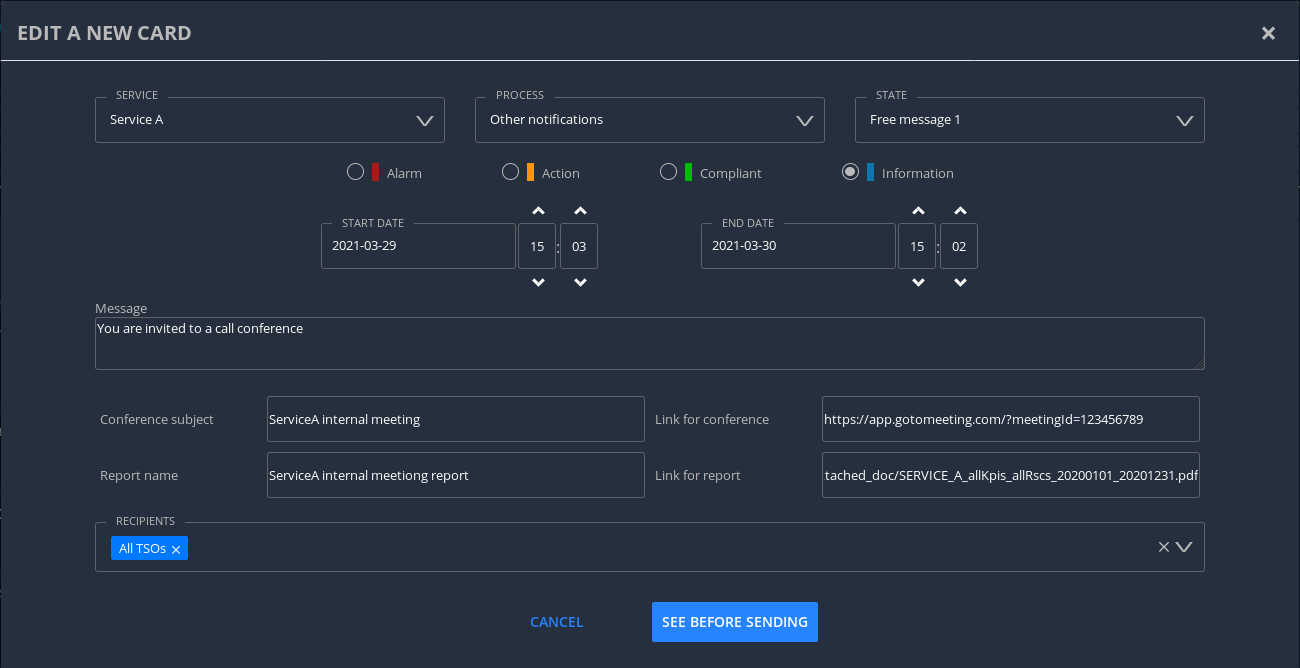 EDIT A NEW CARD ×
SERVICE PROCESS STATE
Service A Other notifications Free message 1
Alarm Action Compliant Information
START DATE END DATE
2021-03-29 15 : 03 2021-03-30 15 : 02
Message
You are invited to a call conference
Conference subject ServiceA internal meeting Link for conference https://app.gotomeeting.com/?meetingId=123456789
Report name ServiceA internal meetiong report Link for report tached_doc/SERVICE_A_allKpis_allRscs_20200101_20201231.pdf
RECIPIENTS
All TSOs ×
CANCEL SEE BEFORE SENDING